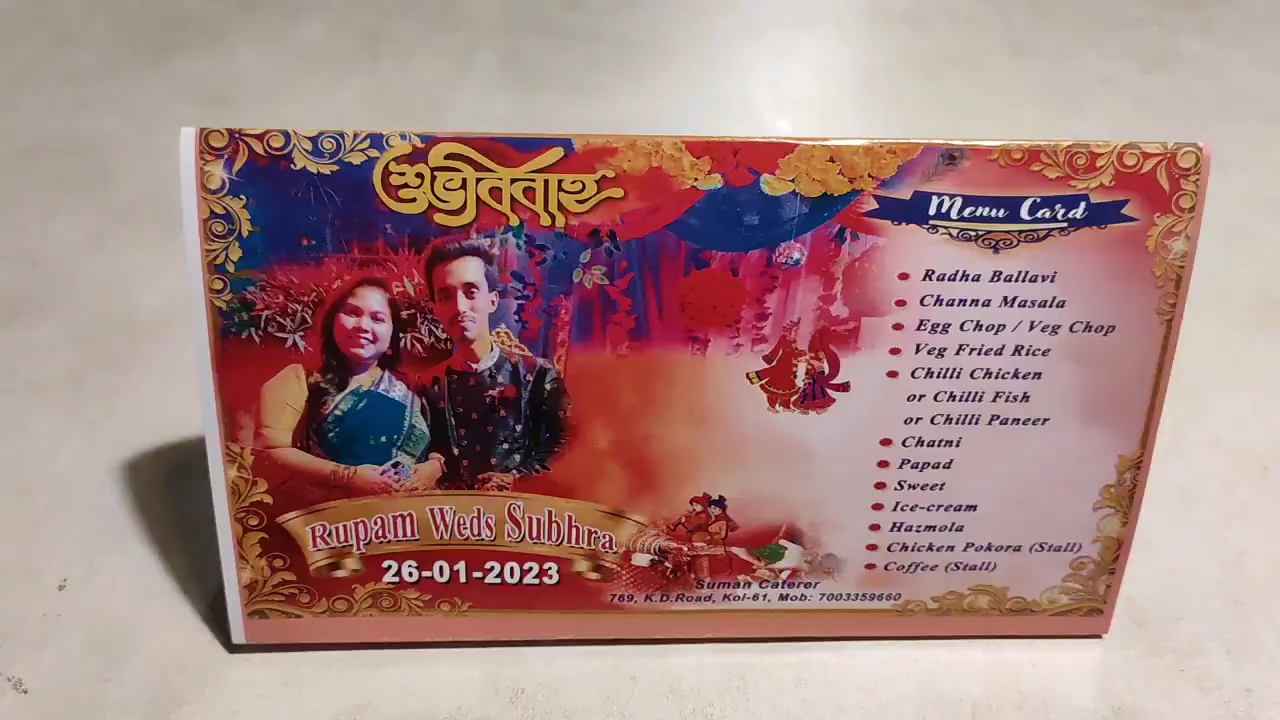 শুভবিবাহ
Menu Card
Radha Ballavi
Channa Masala
Egg Chop / Veg Chop
Veg Fried Rice
Chilli Chicken
or Chilli Fish
or Chilli Paneer
Chatni
Papad
Sweet
Ice-cream
Hazmola
Chicken Pokora (Stall)
Coffee (Stall)
Rupam Weds Subhra
26-01-2023
Suman Caterer
769, K.D.Road, Kol-61, Mob: 7003359660